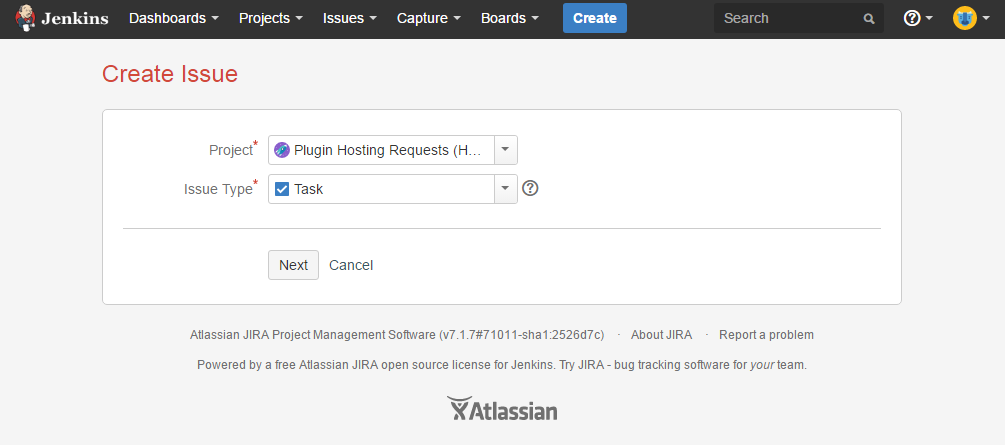 Jenkins Dashboards Projects Issues Capture Boards Create Search
Create Issue
Project* Plugin Hosting Requests (H...
Issue Type* Task
Next Cancel
Atlassian JIRA Project Management Software (v7.1.7#71011-sha1:2526d7c) · About JIRA · Report a problem
Powered by a free Atlassian JIRA open source license for Jenkins. Try JIRA - bug tracking software for your team.
Atlassian